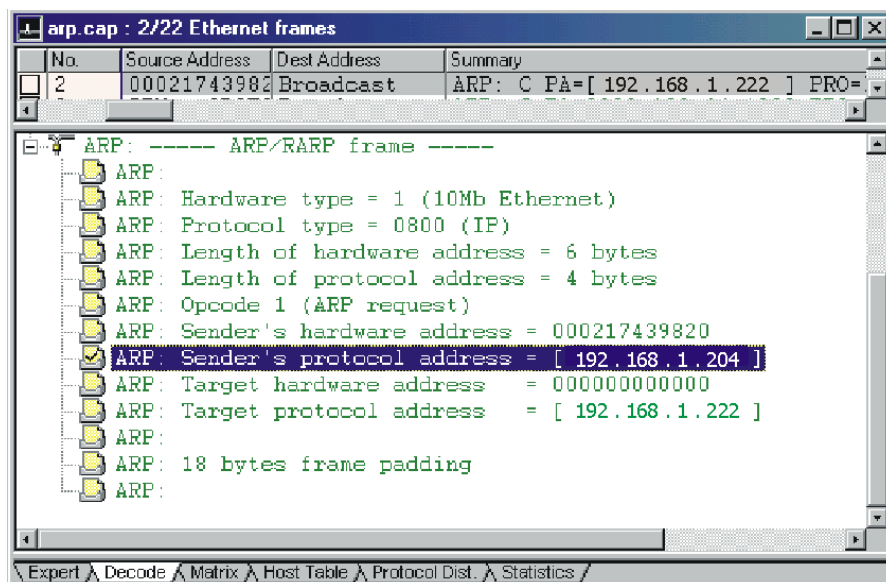 arp.cap : 2/22 Ethernet frames
No. Source Address Dest Address Summary
2 000217439982 Broadcast ARP: C PA=[ 192.168.1.222 ] PRO=
ARP: ----- ARP/RARP frame -----
ARP:
ARP: Hardware type = 1 (10Mb Ethernet)
ARP: Protocol type = 0800 (IP)
ARP: Length of hardware address = 6 bytes
ARP: Length of protocol address = 4 bytes
ARP: Opcode 1 (ARP request)
ARP: Sender's hardware address = 000217439820
ARP: Sender's protocol address = [ 192.168.1.204 ]
ARP: Target hardware address = 000000000000
ARP: Target protocol address = [ 192.168.1.222 ]
ARP:
ARP: 18 bytes frame padding
ARP:
Expert Decode Matrix Host Table Protocol Dist. Statistics